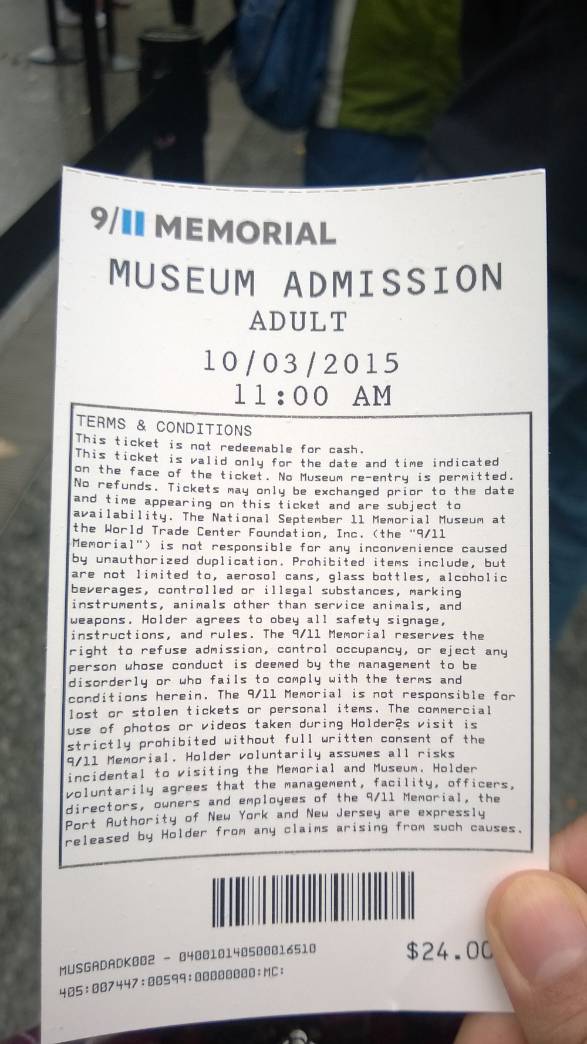 9/11 MEMORIAL
MUSEUM ADMISSION
ADULT
10/03/2015
11:00 AM
TERMS & CONDITIONS
This ticket is not redeemable for cash.
This ticket is valid only for the date and time indicated
on the face of the ticket. No Museum re-entry is permitted.
No refunds. Tickets may only be exchanged prior to the date
and time appearing on this ticket and are subject to
availability. The National September 11 Memorial Museum at
the World Trade Center Foundation, Inc. (the "9/11
Memorial") is not responsible for any inconvenience caused
by unauthorized duplication. Prohibited items include, but
are not limited to, aerosol cans, glass bottles, alcoholic
beverages, controlled or illegal substances, marking
instruments, animals other than service animals, and
weapons. Holder agrees to obey all safety signage,
instructions, and rules. The 9/11 Memorial reserves the
right to refuse admission, control occupancy, or eject any
person whose conduct is deemed by the management to be
disorderly or who fails to comply with the terms and
conditions herein. The 9/11 Memorial is not responsible for
lost or stolen tickets or personal items. The commercial
use of photos or videos taken during Holder?s visit is
strictly prohibited without full written consent of the
9/11 Memorial. Holder voluntarily assumes all risks
incidental to visiting the Memorial and Museum. Holder
voluntarily agrees that the management, facility, officers,
directors, owners and employees of the 9/11 Memorial, the
Port Authority of New York and New Jersey are expressly
released by Holder from any claims arising from such causes.
MUSGADADK002 - 040010140500016510
405:007447:00599:00000000:MC:
$24.00